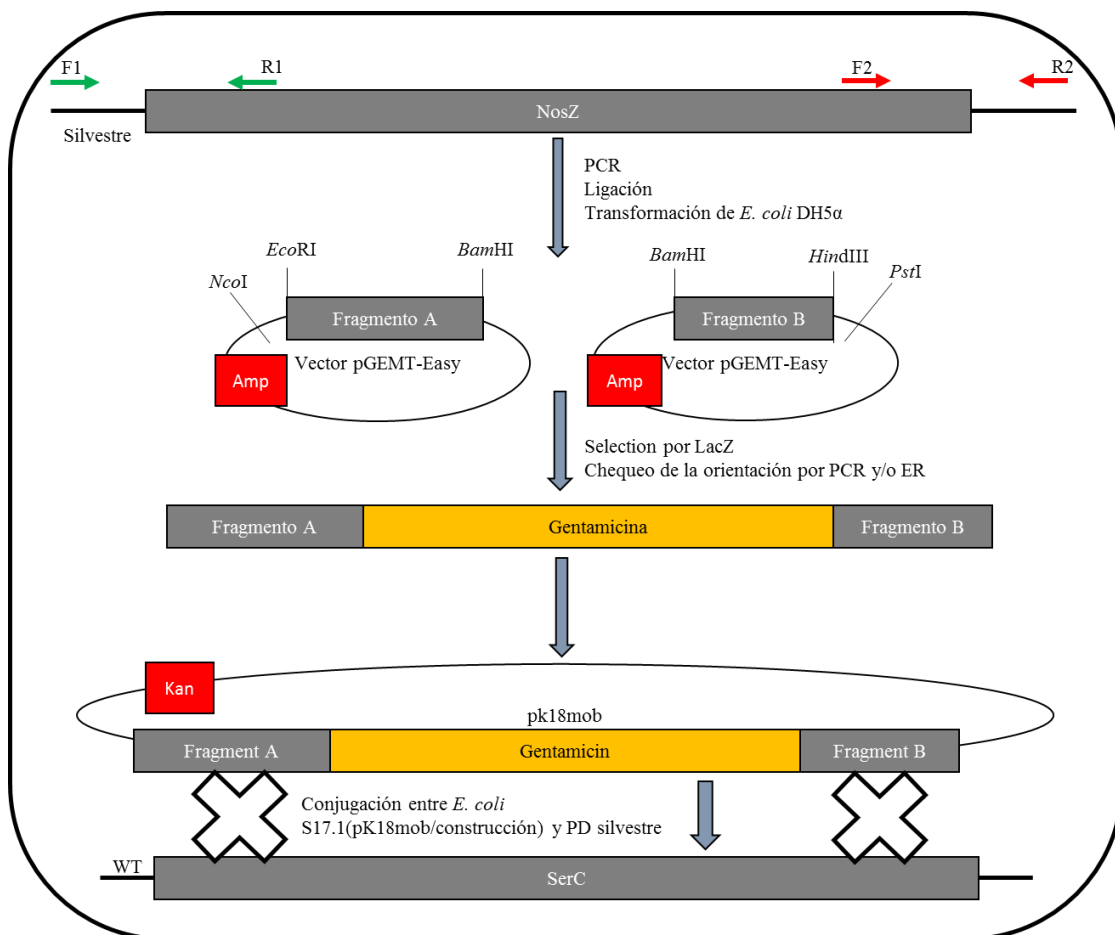 F1
R1
F2
R2
NosZ
Silvestre
PCR
Ligación
Transformación de E. coli DH5α
EcoRI
BamHI
NcoI
Fragmento A
Vector pGEMT-Easy
Amp
BamHI
HindIII
PstI
Fragmento B
Vector pGEMT-Easy
Amp
Selection por LacZ
Chequeo de la orientación por PCR y/o ER
Fragmento A
Gentamicina
Fragmento B
Kan
pk18mob
Fragment A
Gentamicin
Fragment B
Conjugación entre E. coli
S17.1(pK18mob/construcción) y PD silvestre
WT
SerC